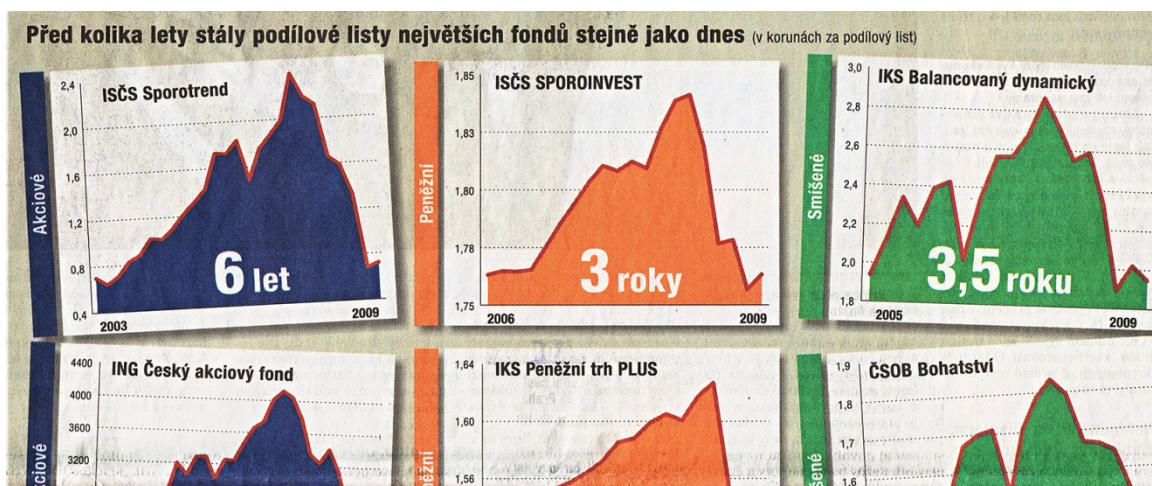 Před kolika lety stály podílové listy největších fondů stejně jako dnes (v korunách za podílový list)
Akciové
ISČS Sporotrend
2,4
2,0
1,6
1,2
0,8
0,4
6 let
2003
2009
Peněžní
ISČS SPOROINVEST
1,85
1,83
1,80
1,78
1,75
3 roky
2006
2009
Smíšené
IKS Balancovaný dynamický
3,0
2,8
2,6
2,4
2,2
2,0
1,8
3,5 roku
2005
2009
kciové
ING Český akciový fond
4400
4000
3600
3200
něžní
IKS Peněžní trh PLUS
1,64
1,60
1,56
šené
ČSOB Bohatství
1,9
1,8
1,7
1,6